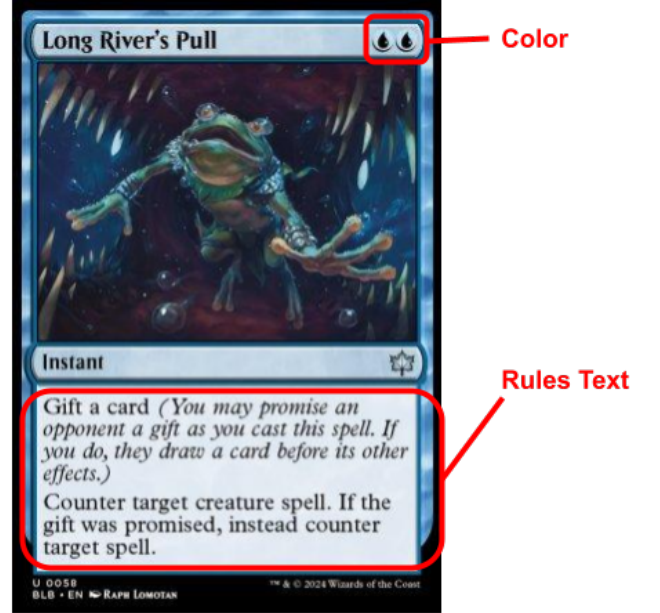 Long River's Pull
Color
Instant
Rules Text
Gift a card (You may promise an
opponent a gift as you cast this spell. If
you do, they draw a card before its other
effects.)
Counter target creature spell. If the
gift was promised, instead counter
target spell.
U 0058
BLB • EN Raph Lomotan
™ & © 2024 Wizards of the Coast